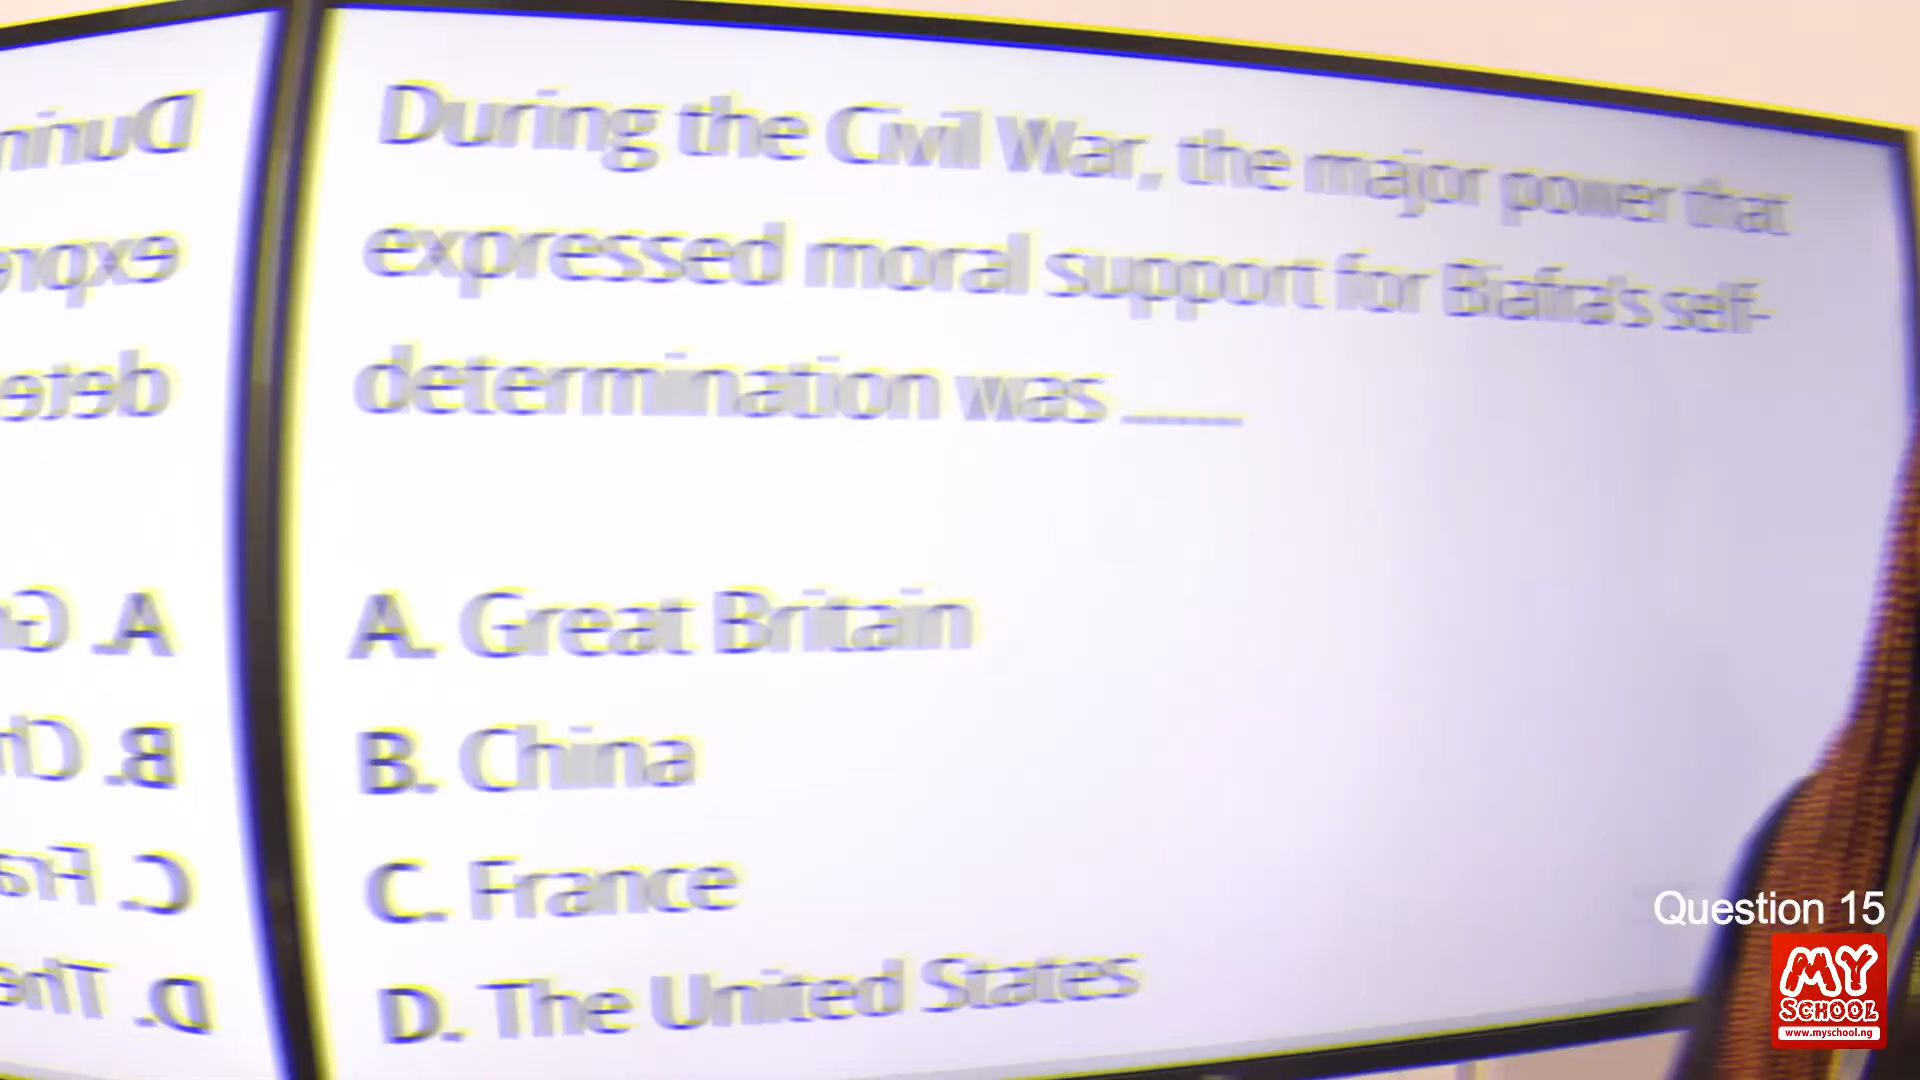 During the Civil War, the major power that
expressed moral support for Biafra's self-
determination was ____
A. Great Britain
B. China
C. France
D. The United States
Question 15
MY
SCHOOL
www.myschool.ng